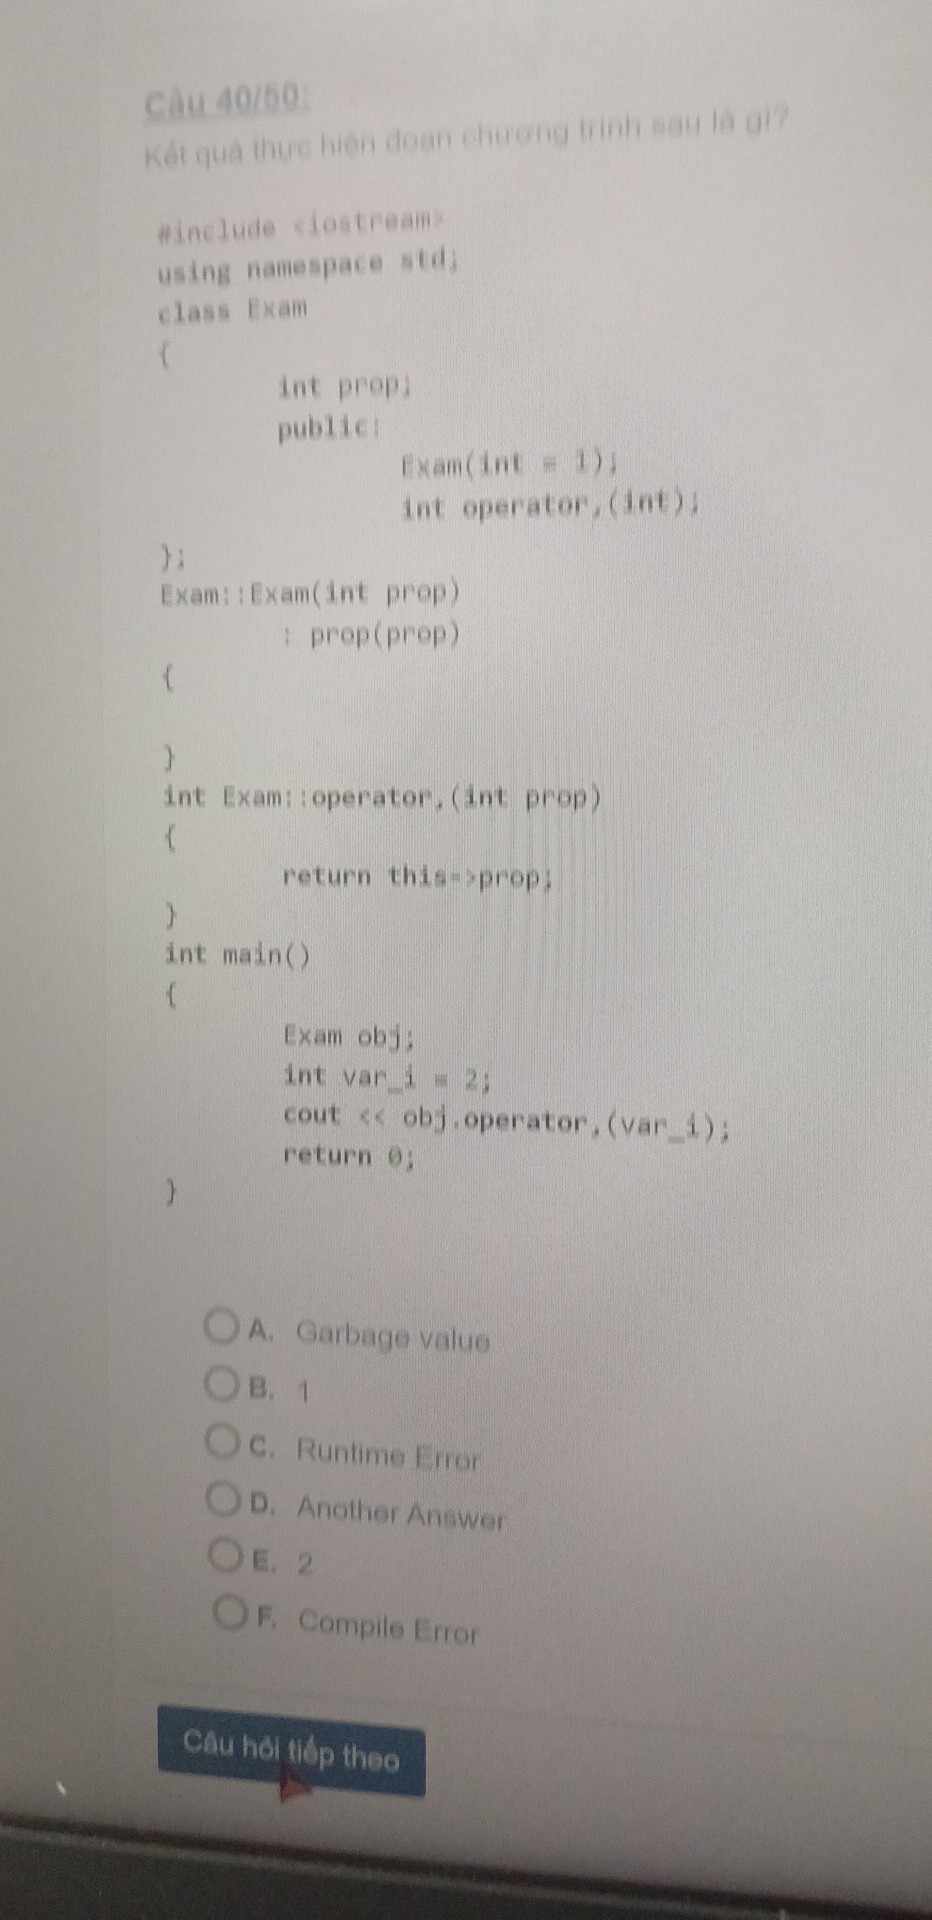 Câu 40/50:
Kết quả thực hiện đoạn chương trình sau là gì?
#include <iostream>
using namespace std;
class Exam
{
int prop;
public:
Exam(int = 1);
int operator,(int);
};
Exam::Exam(int prop)
: prop(prop)
{
}
int Exam::operator,(int prop)
{
return this->prop;
}
int main()
{
Exam obj;
int var_i = 2;
cout << obj.operator,(var_i);
return 0;
}
A. Garbage value
B. 1
C. Runtime Error
D. Another Answer
E. 2
F. Compile Error
Câu hỏi tiếp theo